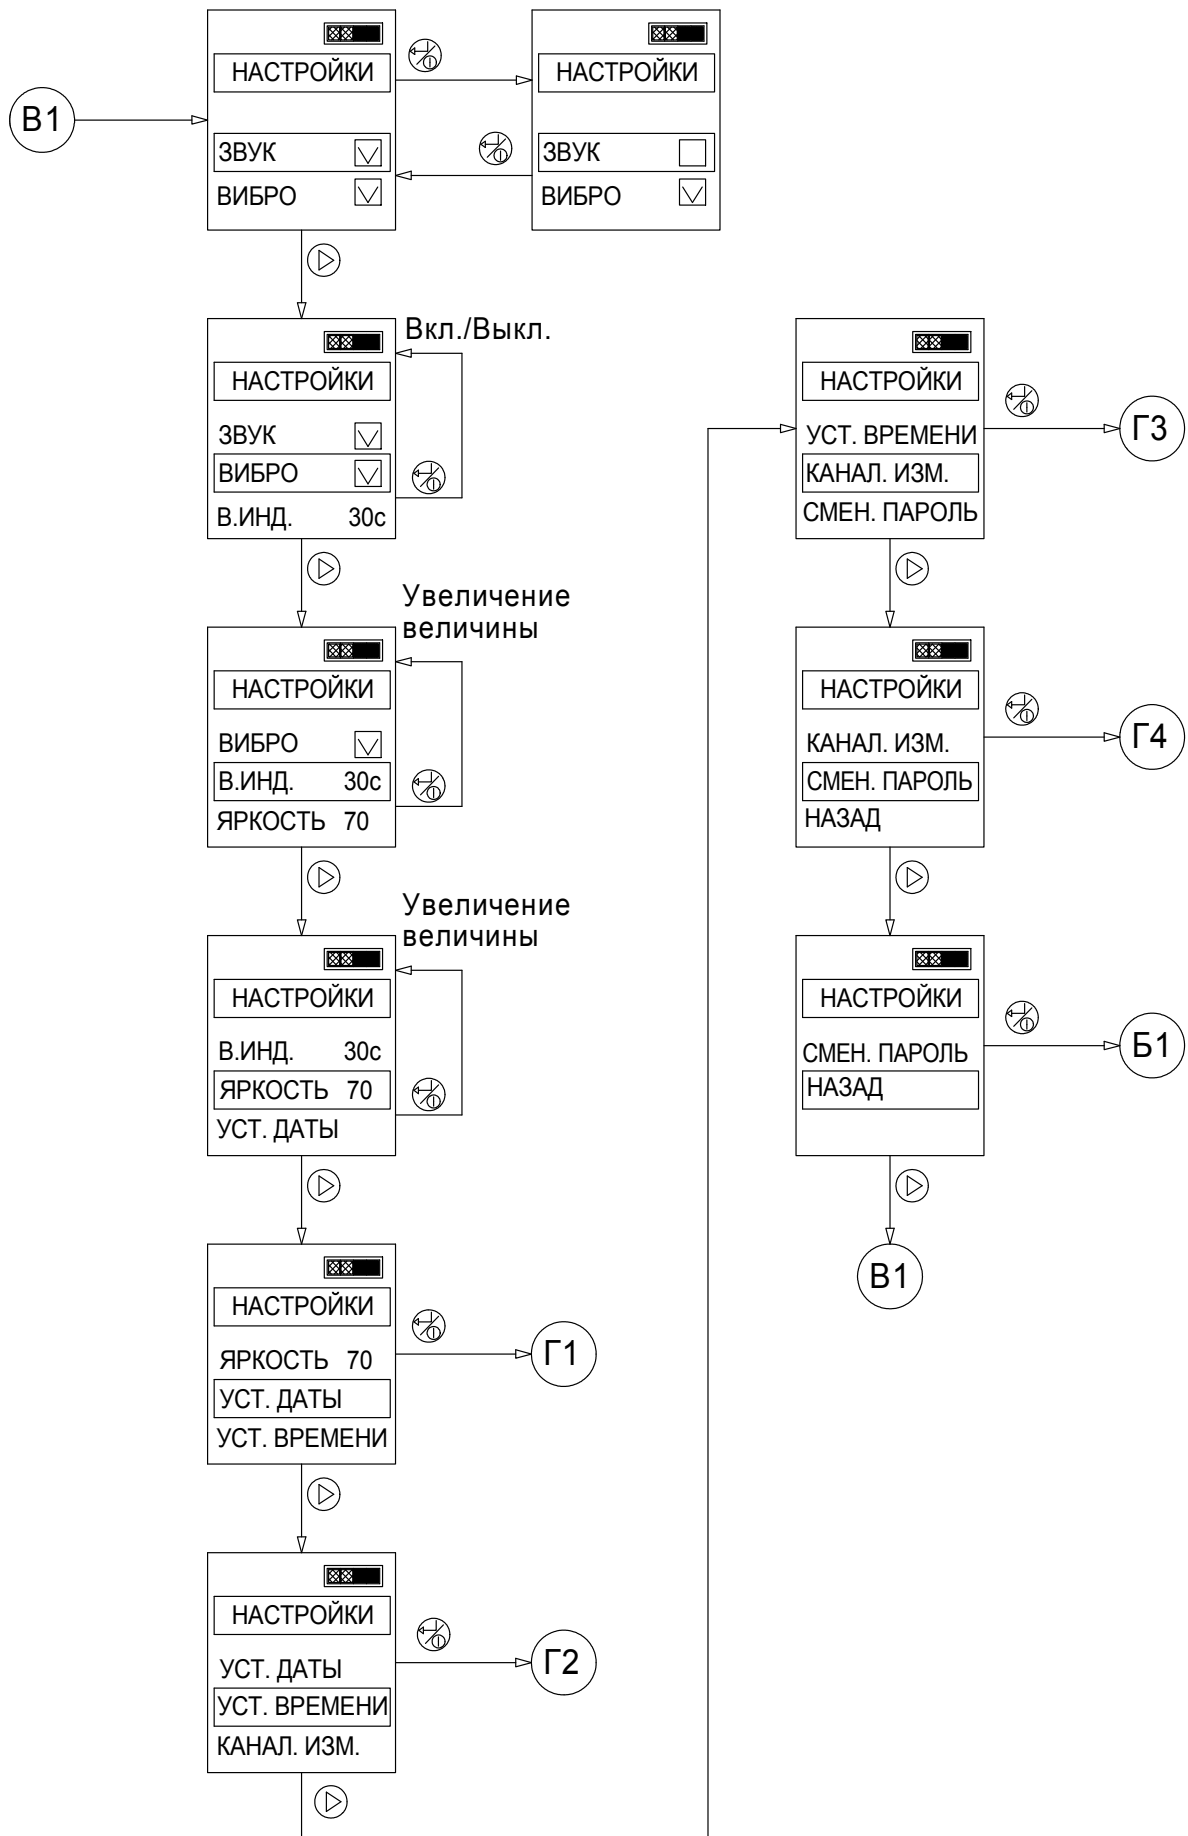 В1
НАСТРОЙКИ
ЗВУК
ВИБРО
НАСТРОЙКИ
ЗВУК
ВИБРО
Вкл./Выкл.
НАСТРОЙКИ
ЗВУК
ВИБРО
В.ИНД. 30с
Увеличение
величины
НАСТРОЙКИ
ВИБРО
В.ИНД. 30с
ЯРКОСТЬ 70
Увеличение
величины
НАСТРОЙКИ
В.ИНД. 30с
ЯРКОСТЬ 70
УСТ. ДАТЫ
НАСТРОЙКИ
ЯРКОСТЬ 70
УСТ. ДАТЫ
УСТ. ВРЕМЕНИ
Г1
НАСТРОЙКИ
УСТ. ДАТЫ
УСТ. ВРЕМЕНИ
КАНАЛ. ИЗМ.
Г2
НАСТРОЙКИ
УСТ. ВРЕМЕНИ
КАНАЛ. ИЗМ.
СМЕН. ПАРОЛЬ
Г3
НАСТРОЙКИ
КАНАЛ. ИЗМ.
СМЕН. ПАРОЛЬ
НАЗАД
Г4
НАСТРОЙКИ
СМЕН. ПАРОЛЬ
НАЗАД
Б1
В1